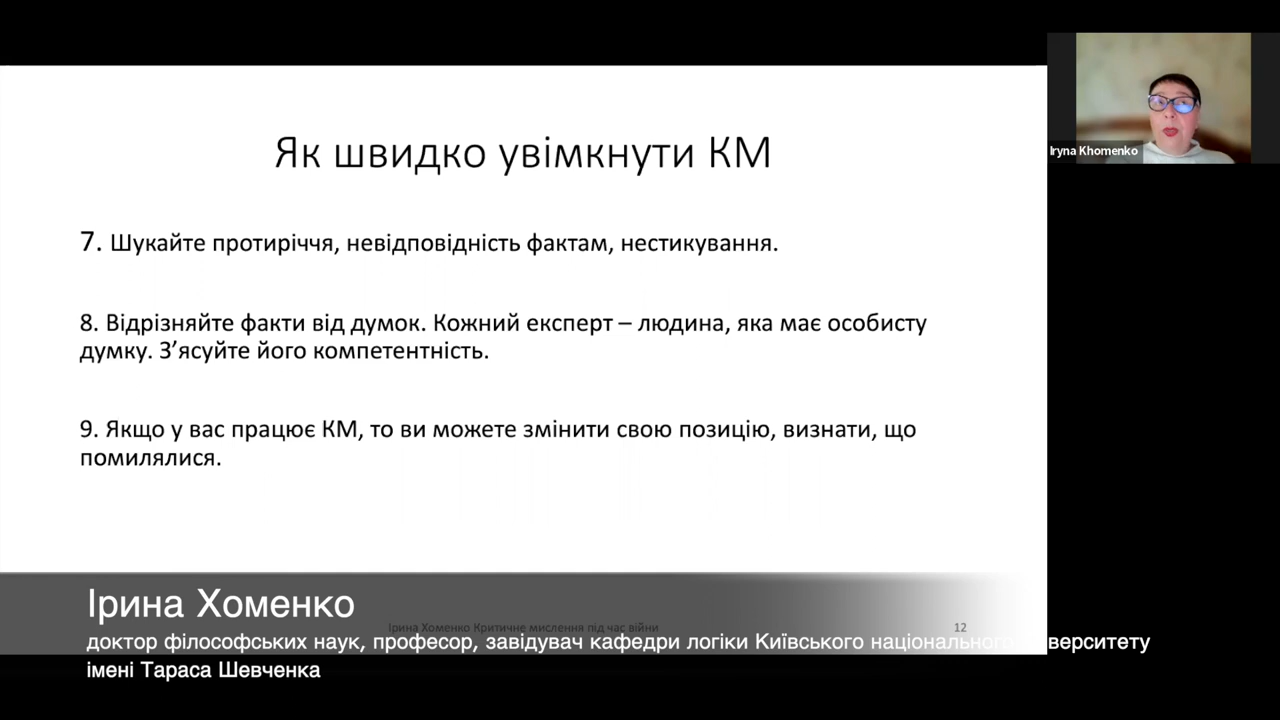 Як швидко увімкнути КМ
Iryna Khomenko
7. Шукайте протиріччя, невідповідність фактам, нестикування.
8. Відрізняйте факти від думок. Кожний експерт – людина, яка має особисту
думку. З’ясуйте його компетентність.
9. Якщо у вас працює КМ, то ви можете змінити свою позицію, визнати, що
помилялися.
Ірина Хоменко
Ірина Хоменко Критичне мислення під час війни
12
доктор філософських наук, професор, завідувач кафедри логіки Київського національного
імені Тараса Шевченка